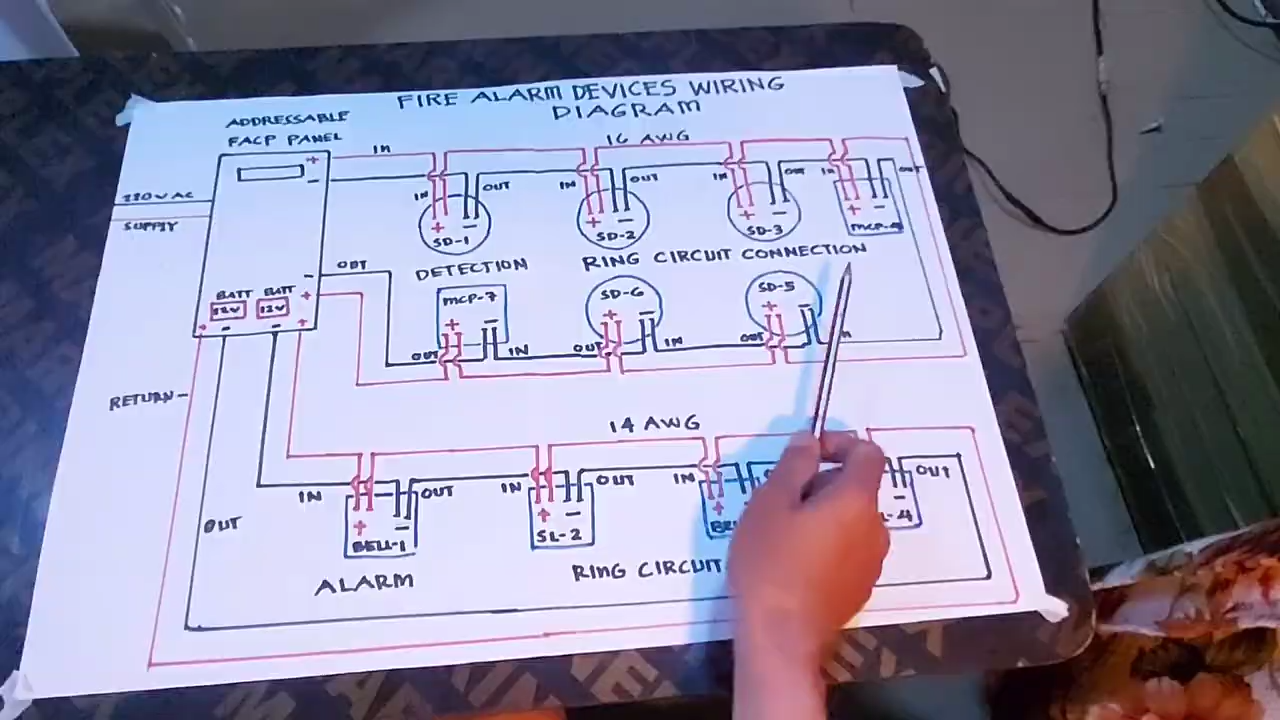 FIRE ALARM DEVICES WIRING
DIAGRAM
ADDRESSABLE
FACP PANEL
16 AWG
+ IN
-
220V AC
SUPPLY
IN OUT IN OUT IN OUT IN OUT
+ - + - + - + -
SD-1 SD-2 SD-3
DETECTION RING CIRCUIT CONNECTION
- OUT
+
BATT BATT
12V 12V
+ - - +
MCP-7 SD-6 SD-5
+ - + - + -
OUT IN OUT IN OUT
RETURN
14 AWG
IN OUT IN OUT IN OUT
+ - + - + -
BELL-1 SL-2
OUT
ALARM RING CIRCUIT